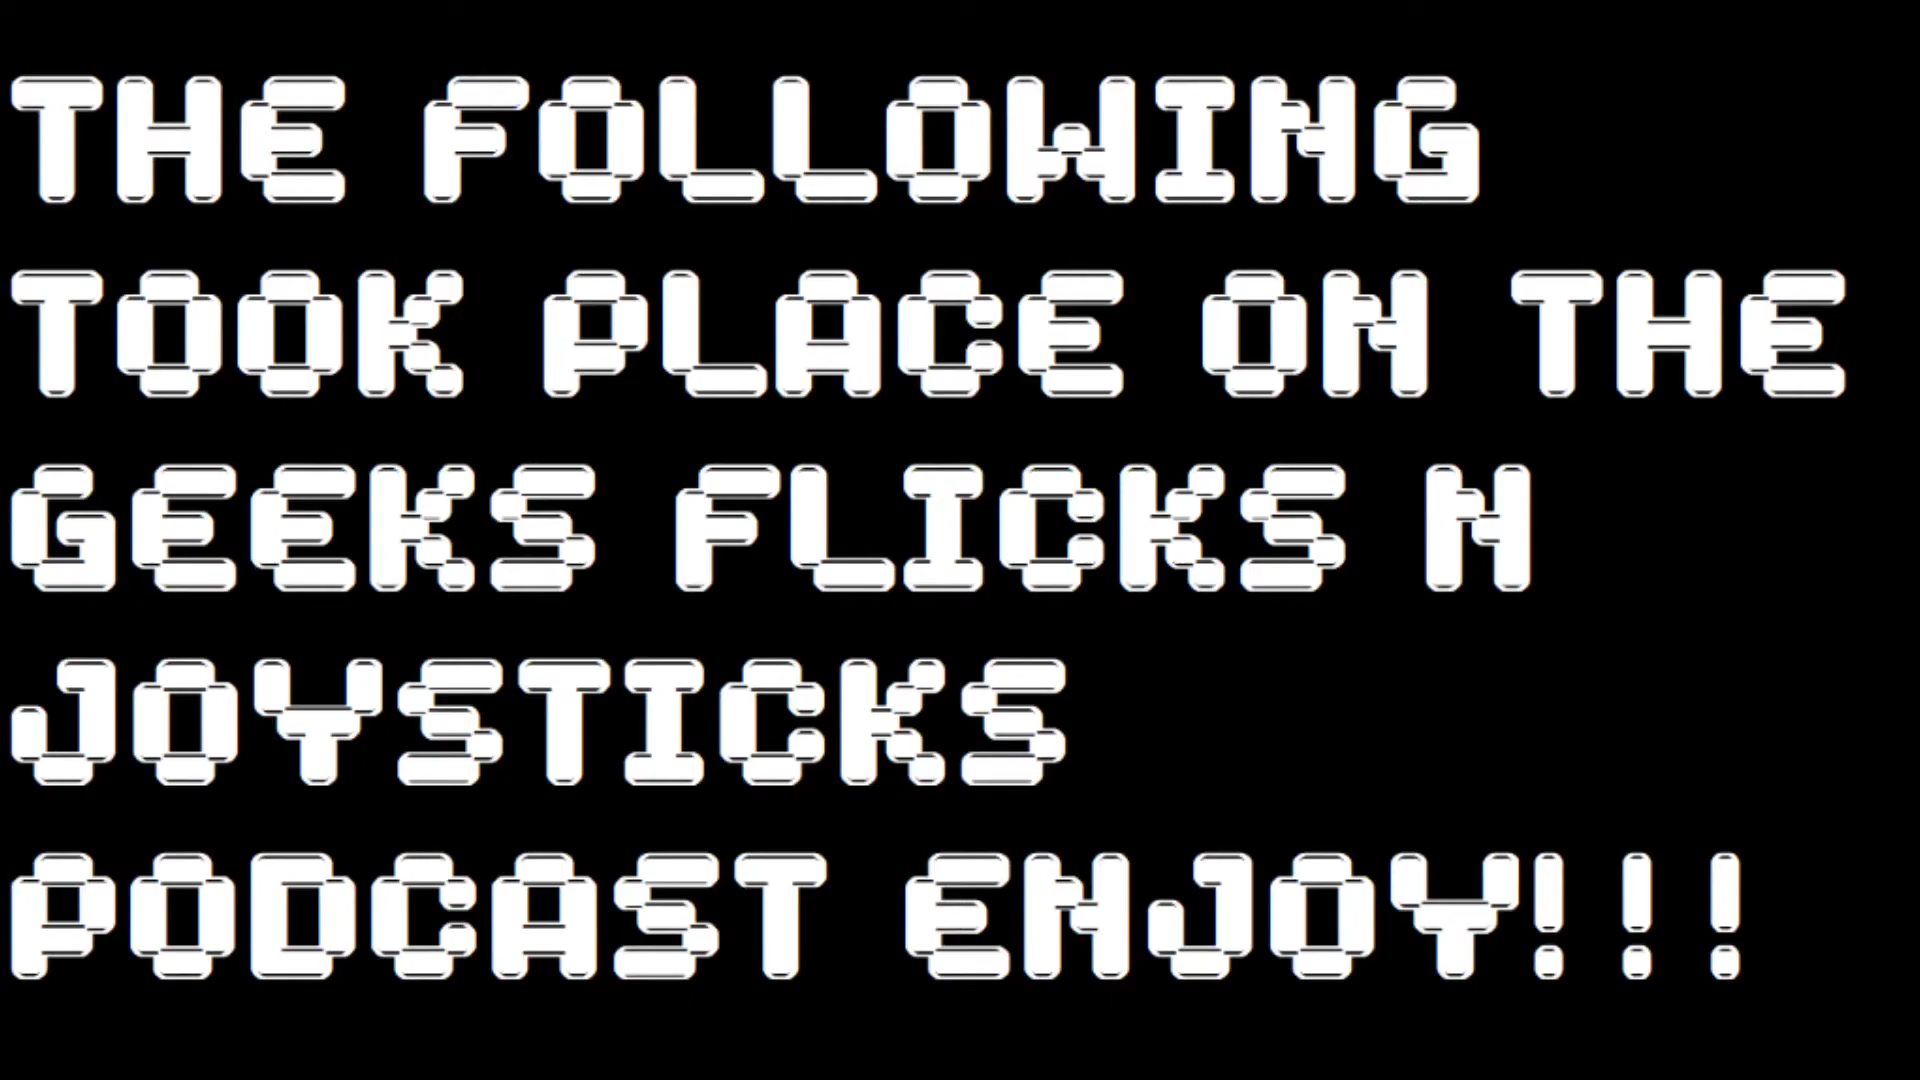 THE FOLLOWING
TOOK PLACE ON THE
GEEKS FLICKS N
JOYSTICKS
PODCAST ENJOY!!!